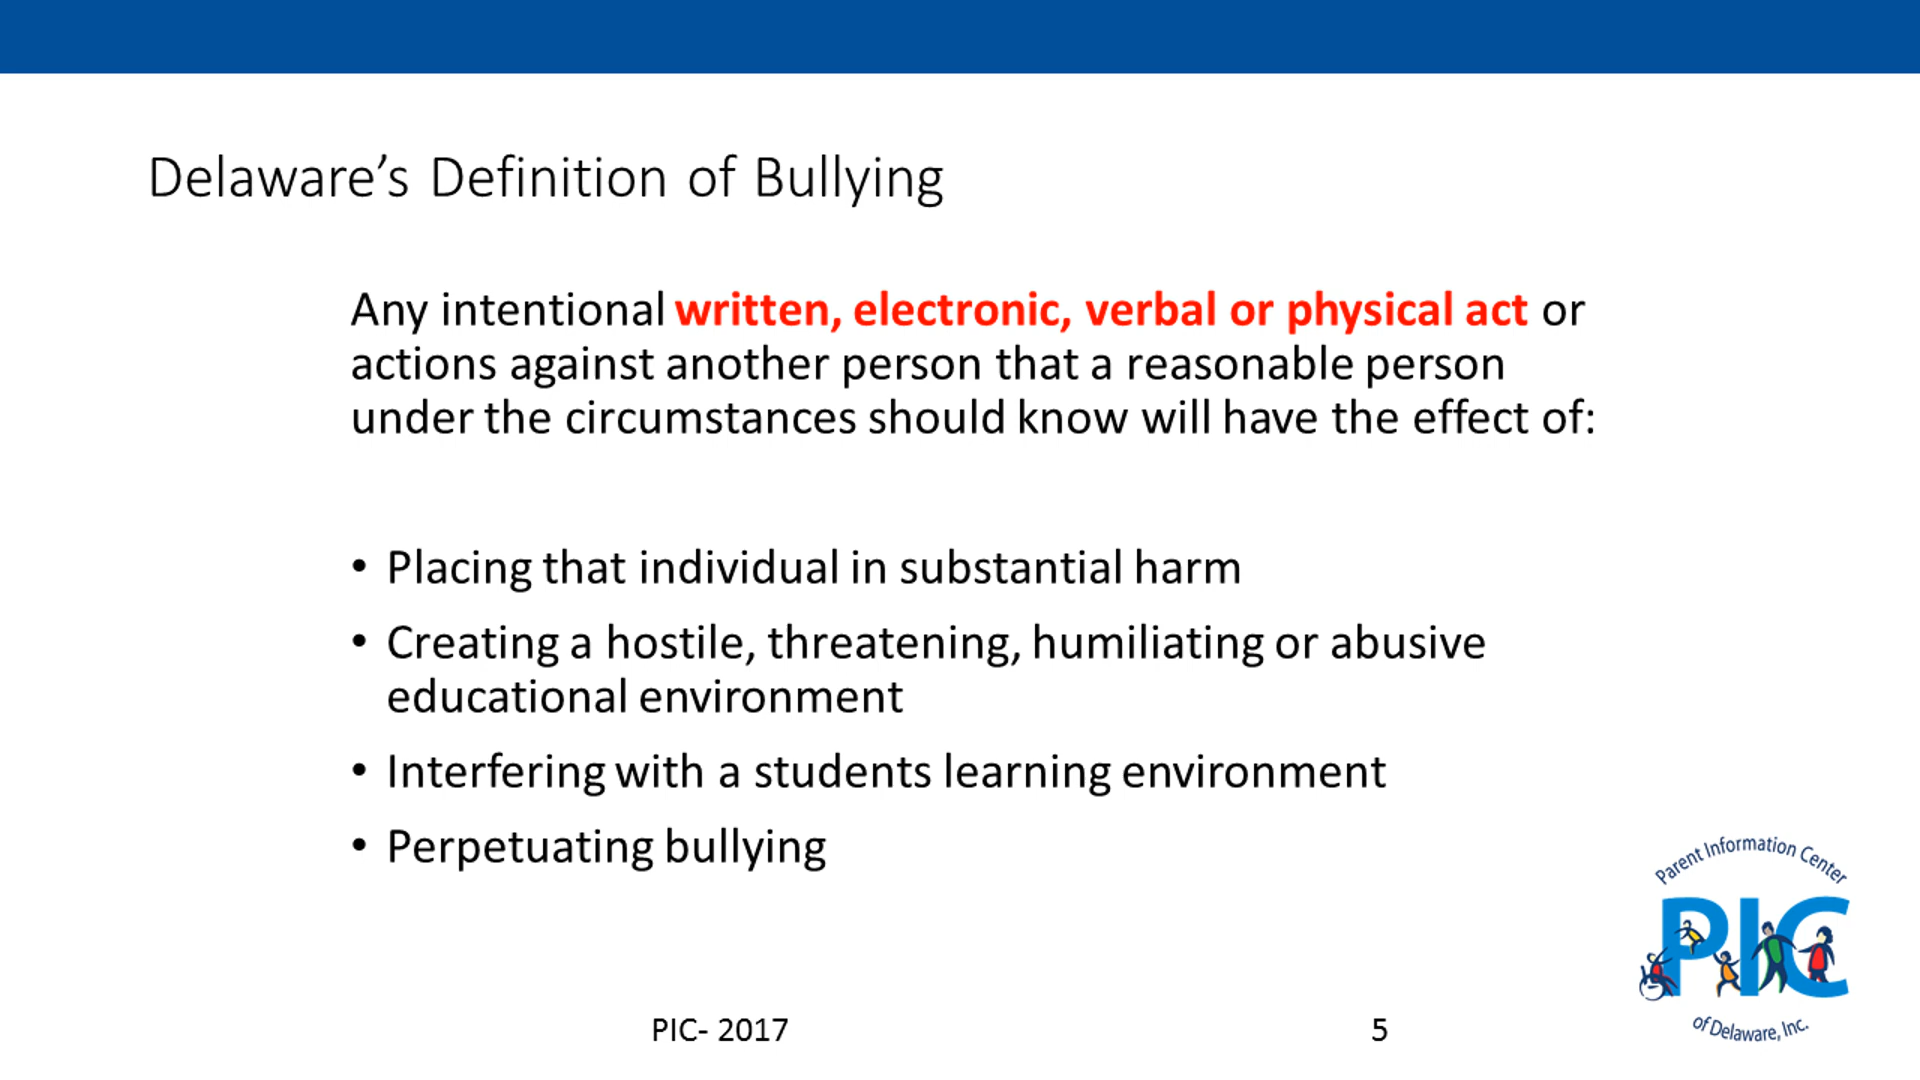 Delaware’s Definition of Bullying
Any intentional written, electronic, verbal or physical act or
actions against another person that a reasonable person
under the circumstances should know will have the effect of:
• Placing that individual in substantial harm
• Creating a hostile, threatening, humiliating or abusive
educational environment
• Interfering with a students learning environment
• Perpetuating bullying
Parent Information Center
PIC
of Delaware, Inc.
PIC- 2017
5